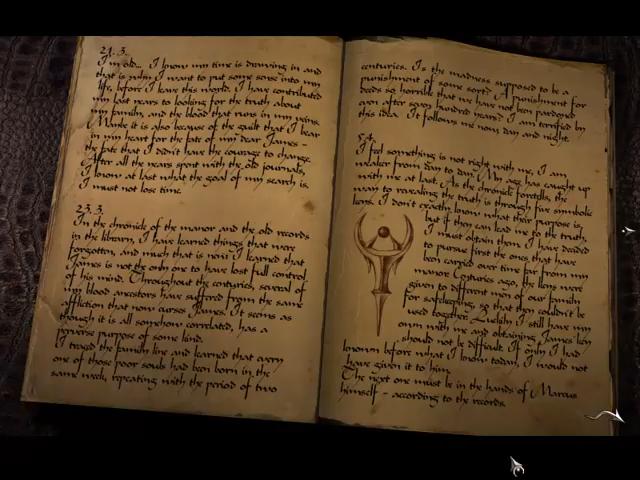 21.3.
I'm old... I know my time is drawing in and
that is why I want to put some sense into my
life, before I leave this world. I have contributed
my last years to looking for the truth about
my family, and the blood that runs in my veins.
Maybe it is also because of the guilt that I bear
in my heart for the fate of my dear James -
the fate that I didn't have the courage to change.
After all the years spent with the old journals,
I know at last what the goal of my search is.
I must not lose time.
23.3.
In the chronicle of the manor and the old records
in the library, I have learned things that were
forgotten, and much that is new. I learned that
James is not the only one to have lost full control
of his mind. Throughout the centuries, several of
my blood ancestors have suffered from the same
affliction that now curses James. It seems as
though it is all somehow correlated, has a
perverse purpose of some kind.
I traced the family line and learned that every
one of those poor souls had been born in the
same week, repeating with the period of two
centuries. Is the madness supposed to be a
punishment of some sort? A punishment for
deeds so horrible that we have not been pardoned
even after seven hundred years? I am terrified by
this idea. It follows me now day and night.
5.4.
I feel something is not right with me, I am
weaker from day to day. My age has caught up
with me at last. As the chronicle foretells, the
way to revealing the truth is through five symbolic
keys. I don't exactly know what their purpose is,
but if they can lead me to the truth,
I must obtain them. I have decided
to pursue first the ones that have
been carried over time far from my
manor. Centuries ago, the keys were
given to different men of our family
for safekeeping, so that they couldn't be
used together. Luckily, I still have my
own with me and obtaining James' key
should not be difficult. If only I had
known before what I know today, I would not
have given it to him.
The next one must be in the hands of Marcus
himself - according to the records.